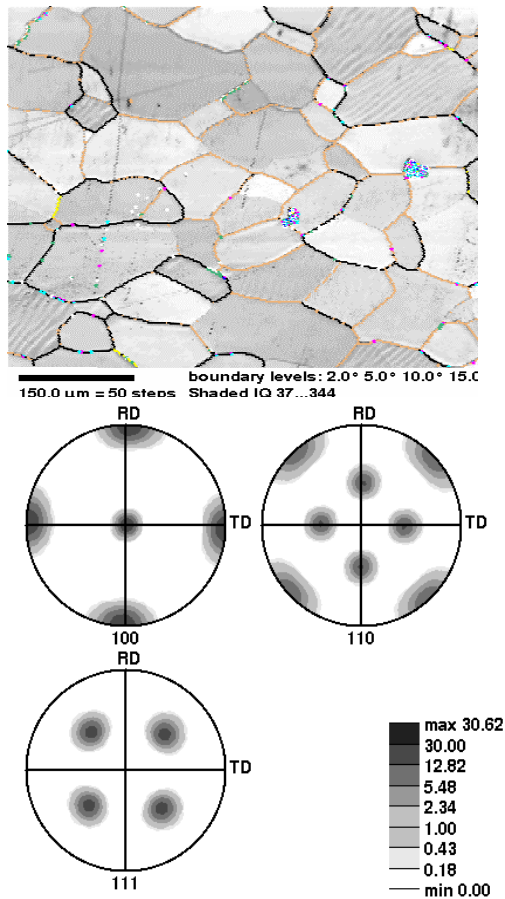 boundary levels: 2.0° 5.0° 10.0° 15.0
150.0 um = 50 steps Shaded IQ 37...344
RD
TD
100
RD
TD
110
RD
TD
111
max 30.62
30.00
12.82
5.48
2.34
1.00
0.43
0.18
min 0.00